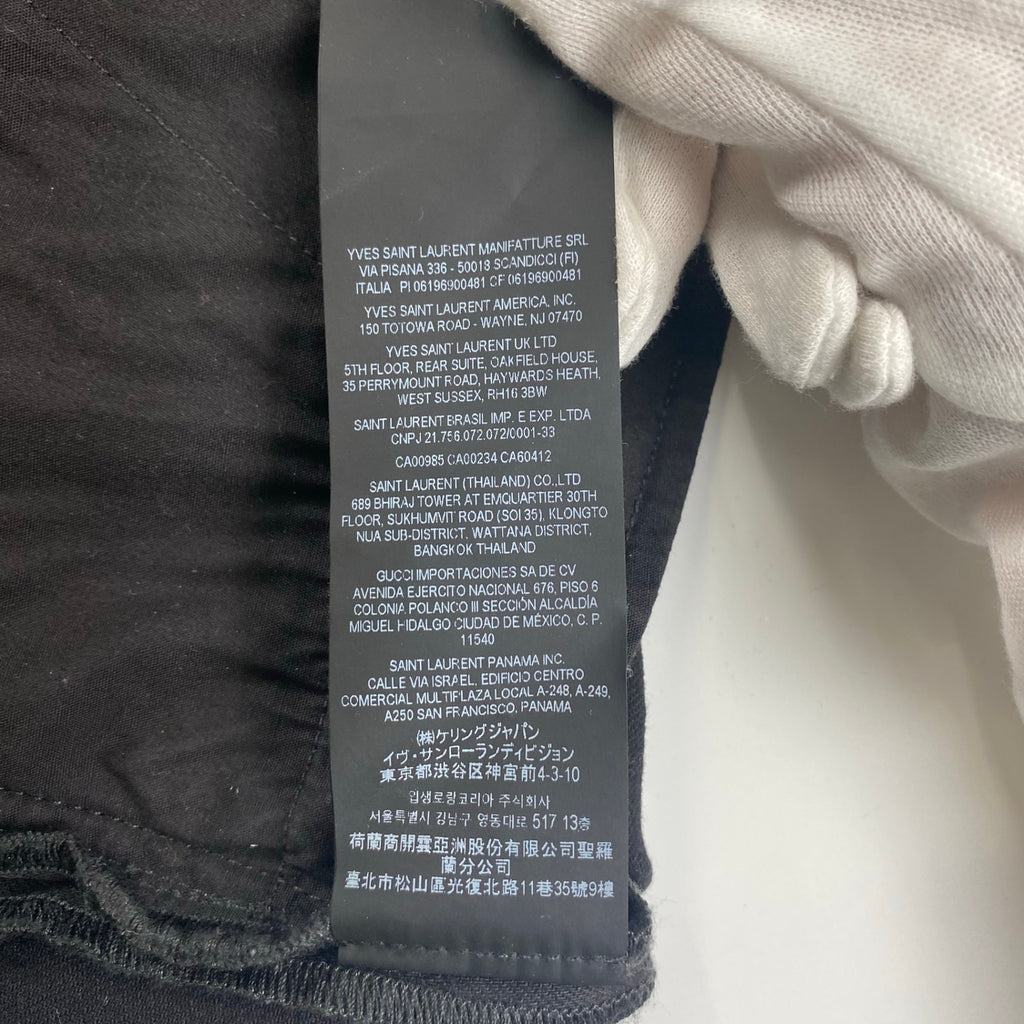 YVES SAINT LAURENT MANIFATTURE SRL
VIA PISANA 336 - 50018 SCANDICCI (FI)
ITALIA PI 06196900481 CF 06196900481
YVES SAINT LAURENT AMERICA, INC.
150 TOTOWA ROAD - WAYNE, NJ 07470
YVES SAINT LAURENT UK LTD
5TH FLOOR, REAR SUITE, OAKFIELD HOUSE,
35 PERRYMOUNT ROAD, HAYWARDS HEATH,
WEST SUSSEX, RH16 3BW
SAINT LAURENT BRASIL IMP. E EXP. LTDA
CNPJ 21.756.072.072/0001-33
CA00985 CA00234 CA60412
SAINT LAURENT (THAILAND) CO.,LTD
689 BHIRAJ TOWER AT EMQUARTIER 30TH
FLOOR, SUKHUMVIT ROAD (SOI 35), KLONGTO
NUA SUB-DISTRICT, WATTANA DISTRICT,
BANGKOK THAILAND
GUCCI IMPORTACIONES SA DE CV
AVENIDA EJERCITO NACIONAL 676, PISO 6
COLONIA POLANCO III SECCIÓN ALCALDÍA
MIGUEL HIDALGO CIUDAD DE MÉXICO, C. P.
11540
SAINT LAURENT PANAMA INC.
CALLE VIA ISRAEL, EDIFICIO CENTRO
COMERCIAL MULTIPLAZA LOCAL A-248, A-249,
A250 SAN FRANCISCO, PANAMA
(株)ケリングジャパン
イヴ・サンローランディビジョン
東京都渋谷区神宮前4-3-10
입생로랑코리아 주식회사
서울특별시 강남구 영동대로 517 13층
荷蘭商開雲亞洲股份有限公司聖羅
蘭分公司
臺北市松山區光復北路11巷35號9樓